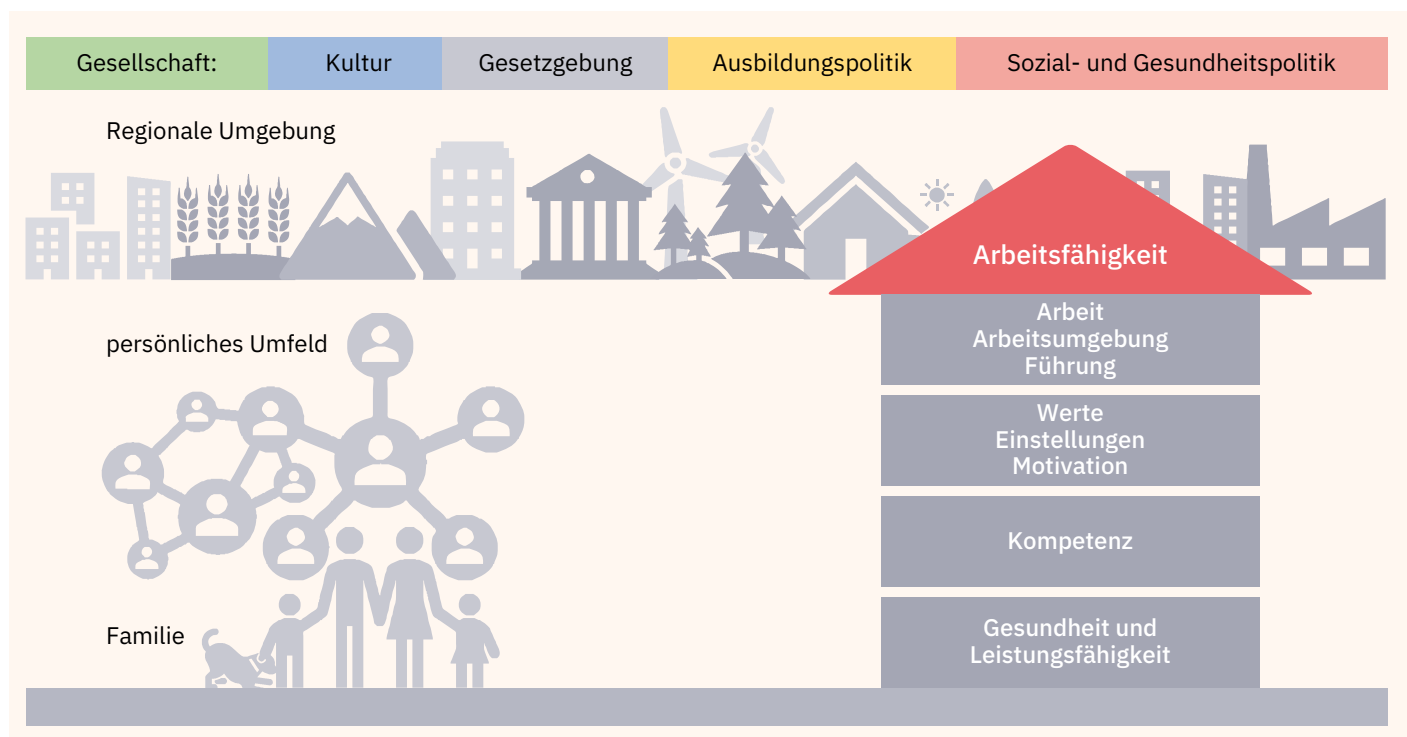 Gesellschaft: Kultur Gesetzgebung Ausbildungspolitik Sozial- und Gesundheitspolitik
Regionale Umgebung
Arbeitsfähigkeit
Arbeit
Arbeitsumgebung
Führung
persönliches Umfeld
Werte
Einstellungen
Motivation
Kompetenz
Familie
Gesundheit und
Leistungsfähigkeit